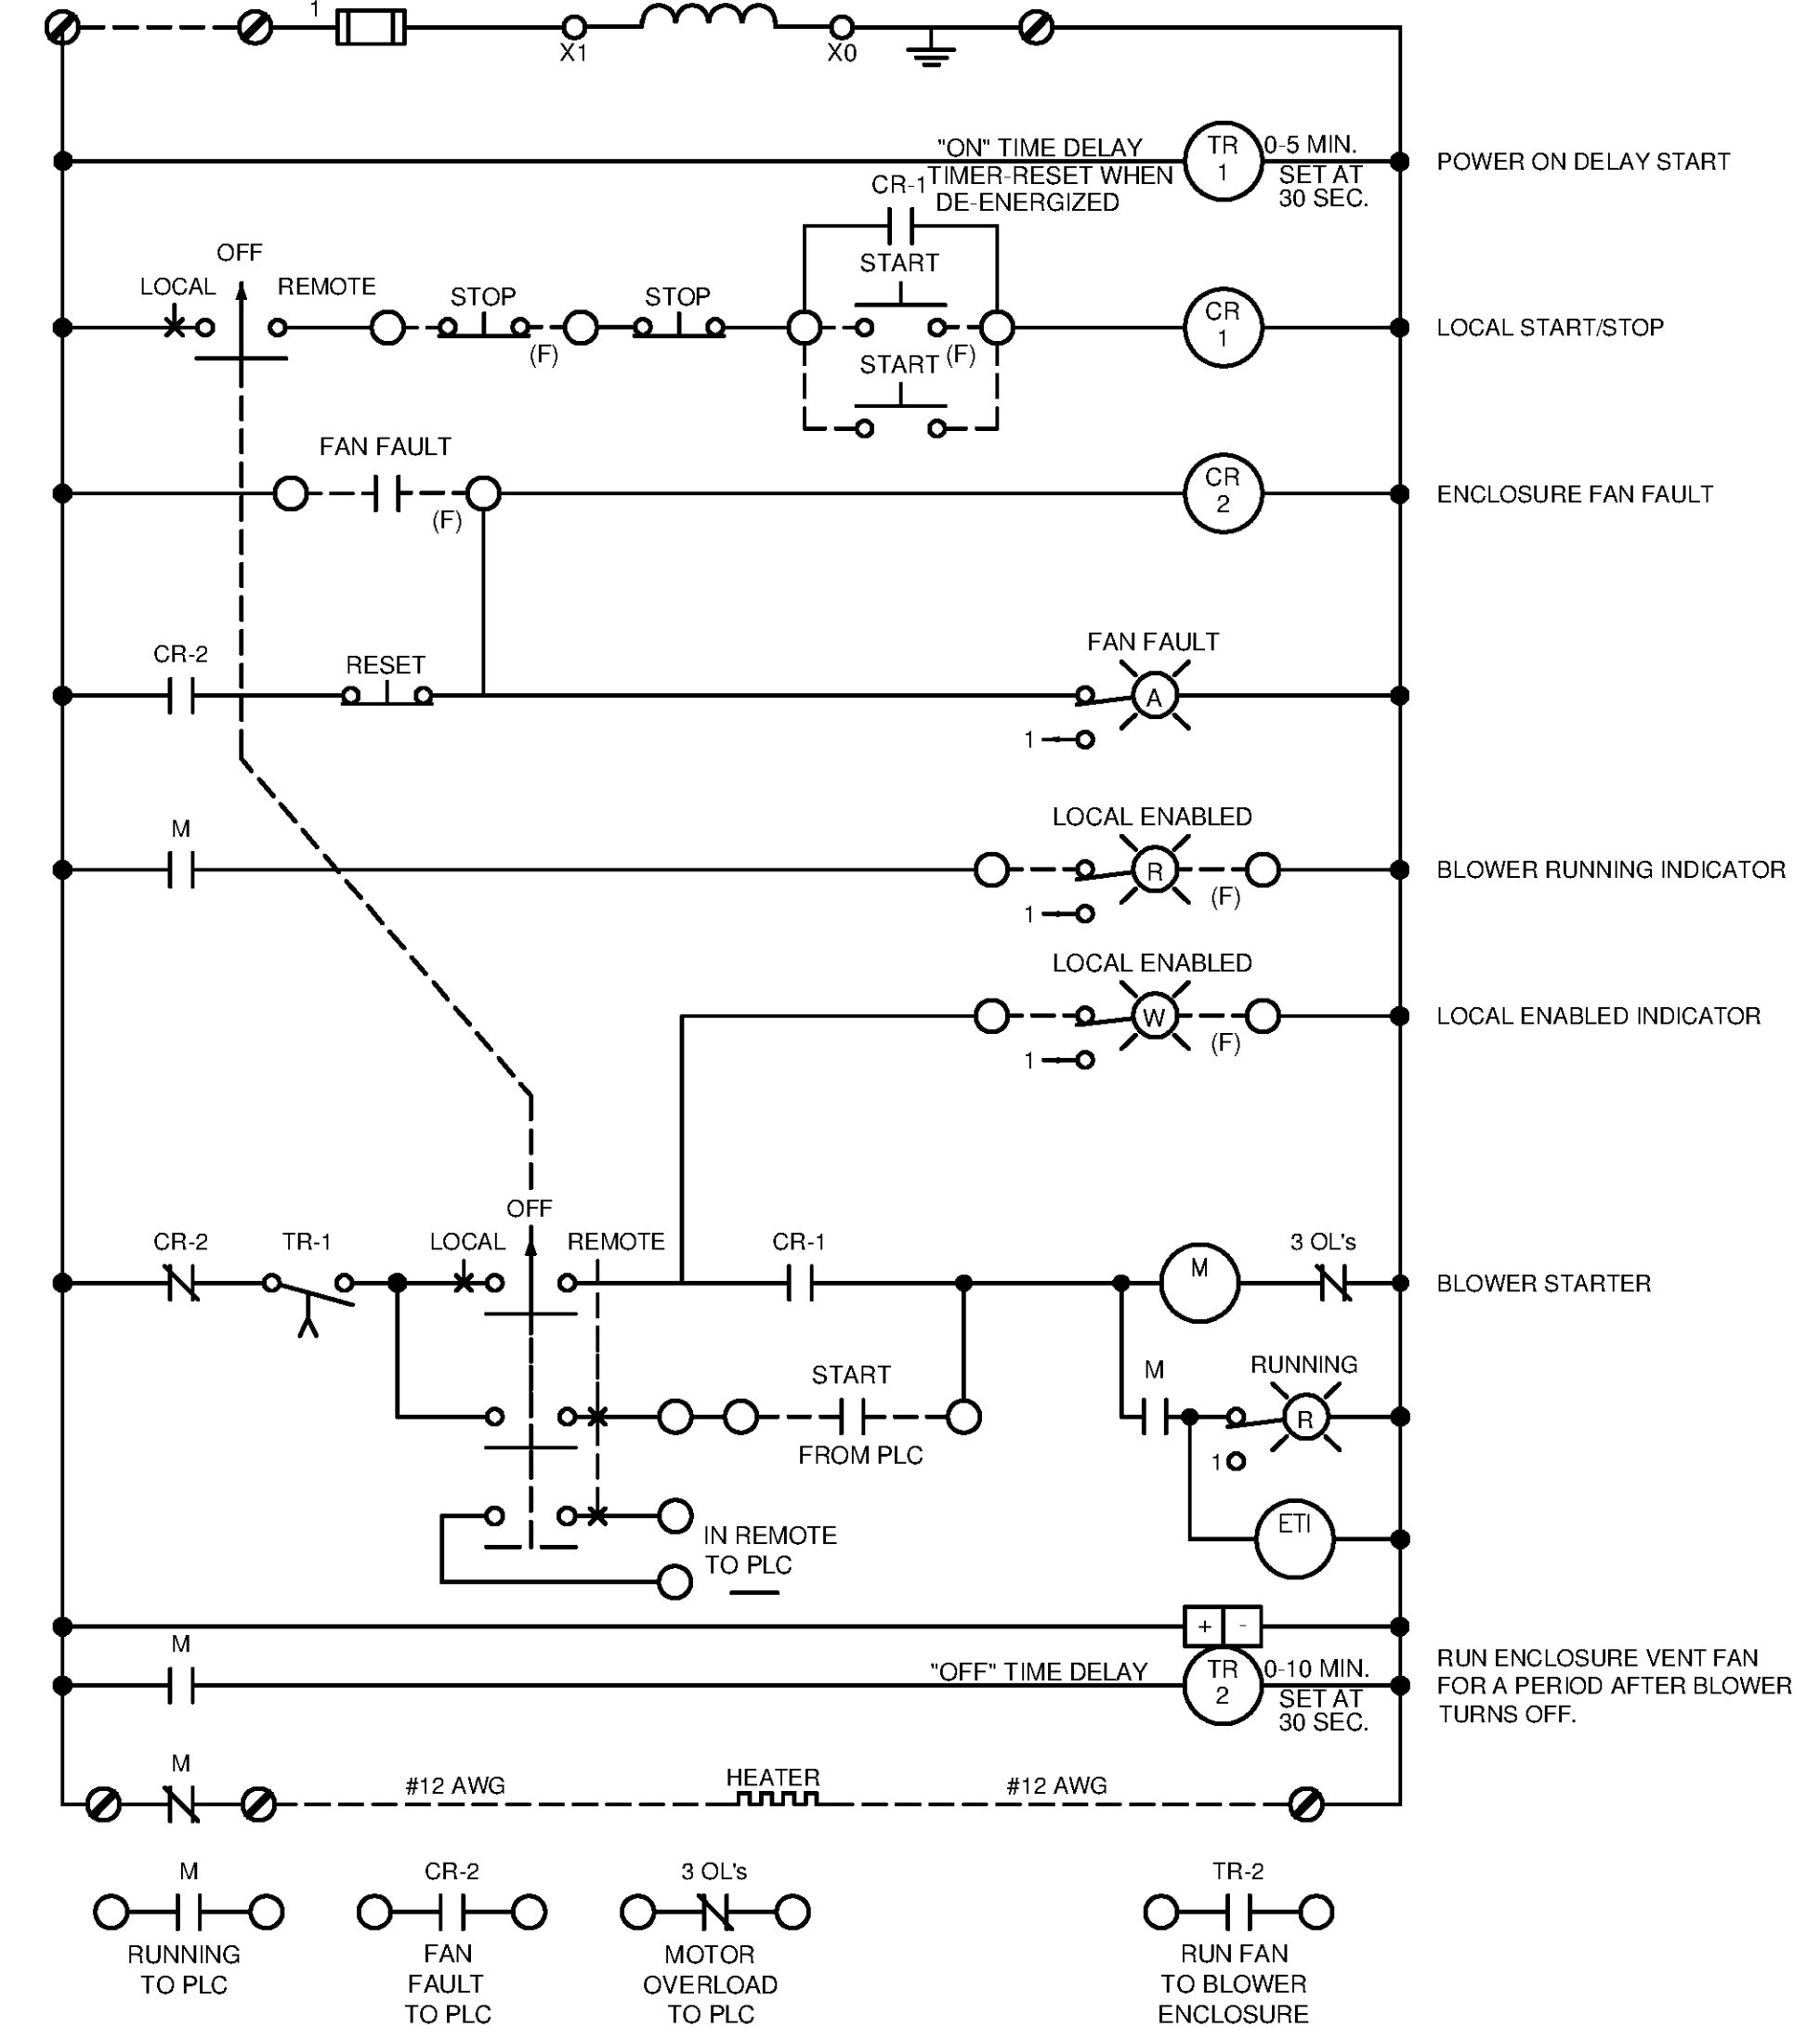 1
X1
X0
"ON" TIME DELAY
TIMER-RESET WHEN
DE-ENERGIZED
TR
1
0-5 MIN.
SET AT
30 SEC.
POWER ON DELAY START
CR-1
OFF
LOCAL
REMOTE
STOP
(F)
STOP
START
START
(F)
CR
1
LOCAL START/STOP
FAN FAULT
(F)
CR
2
ENCLOSURE FAN FAULT
CR-2
RESET
FAN FAULT
A
1
M
LOCAL ENABLED
R
(F)
1
BLOWER RUNNING INDICATOR
LOCAL ENABLED
W
(F)
1
LOCAL ENABLED INDICATOR
OFF
CR-2
TR-1
LOCAL
REMOTE
CR-1
M
3 OL's
BLOWER STARTER
START
FROM PLC
M
RUNNING
R
1
IN REMOTE
TO PLC
ETI
+
-
M
"OFF" TIME DELAY
TR
2
0-10 MIN.
SET AT
30 SEC.
RUN ENCLOSURE VENT FAN
FOR A PERIOD AFTER BLOWER
TURNS OFF.
M
#12 AWG
HEATER
#12 AWG
M
RUNNING
TO PLC
CR-2
FAN
FAULT
TO PLC
3 OL's
MOTOR
OVERLOAD
TO PLC
TR-2
RUN FAN
TO BLOWER
ENCLOSURE